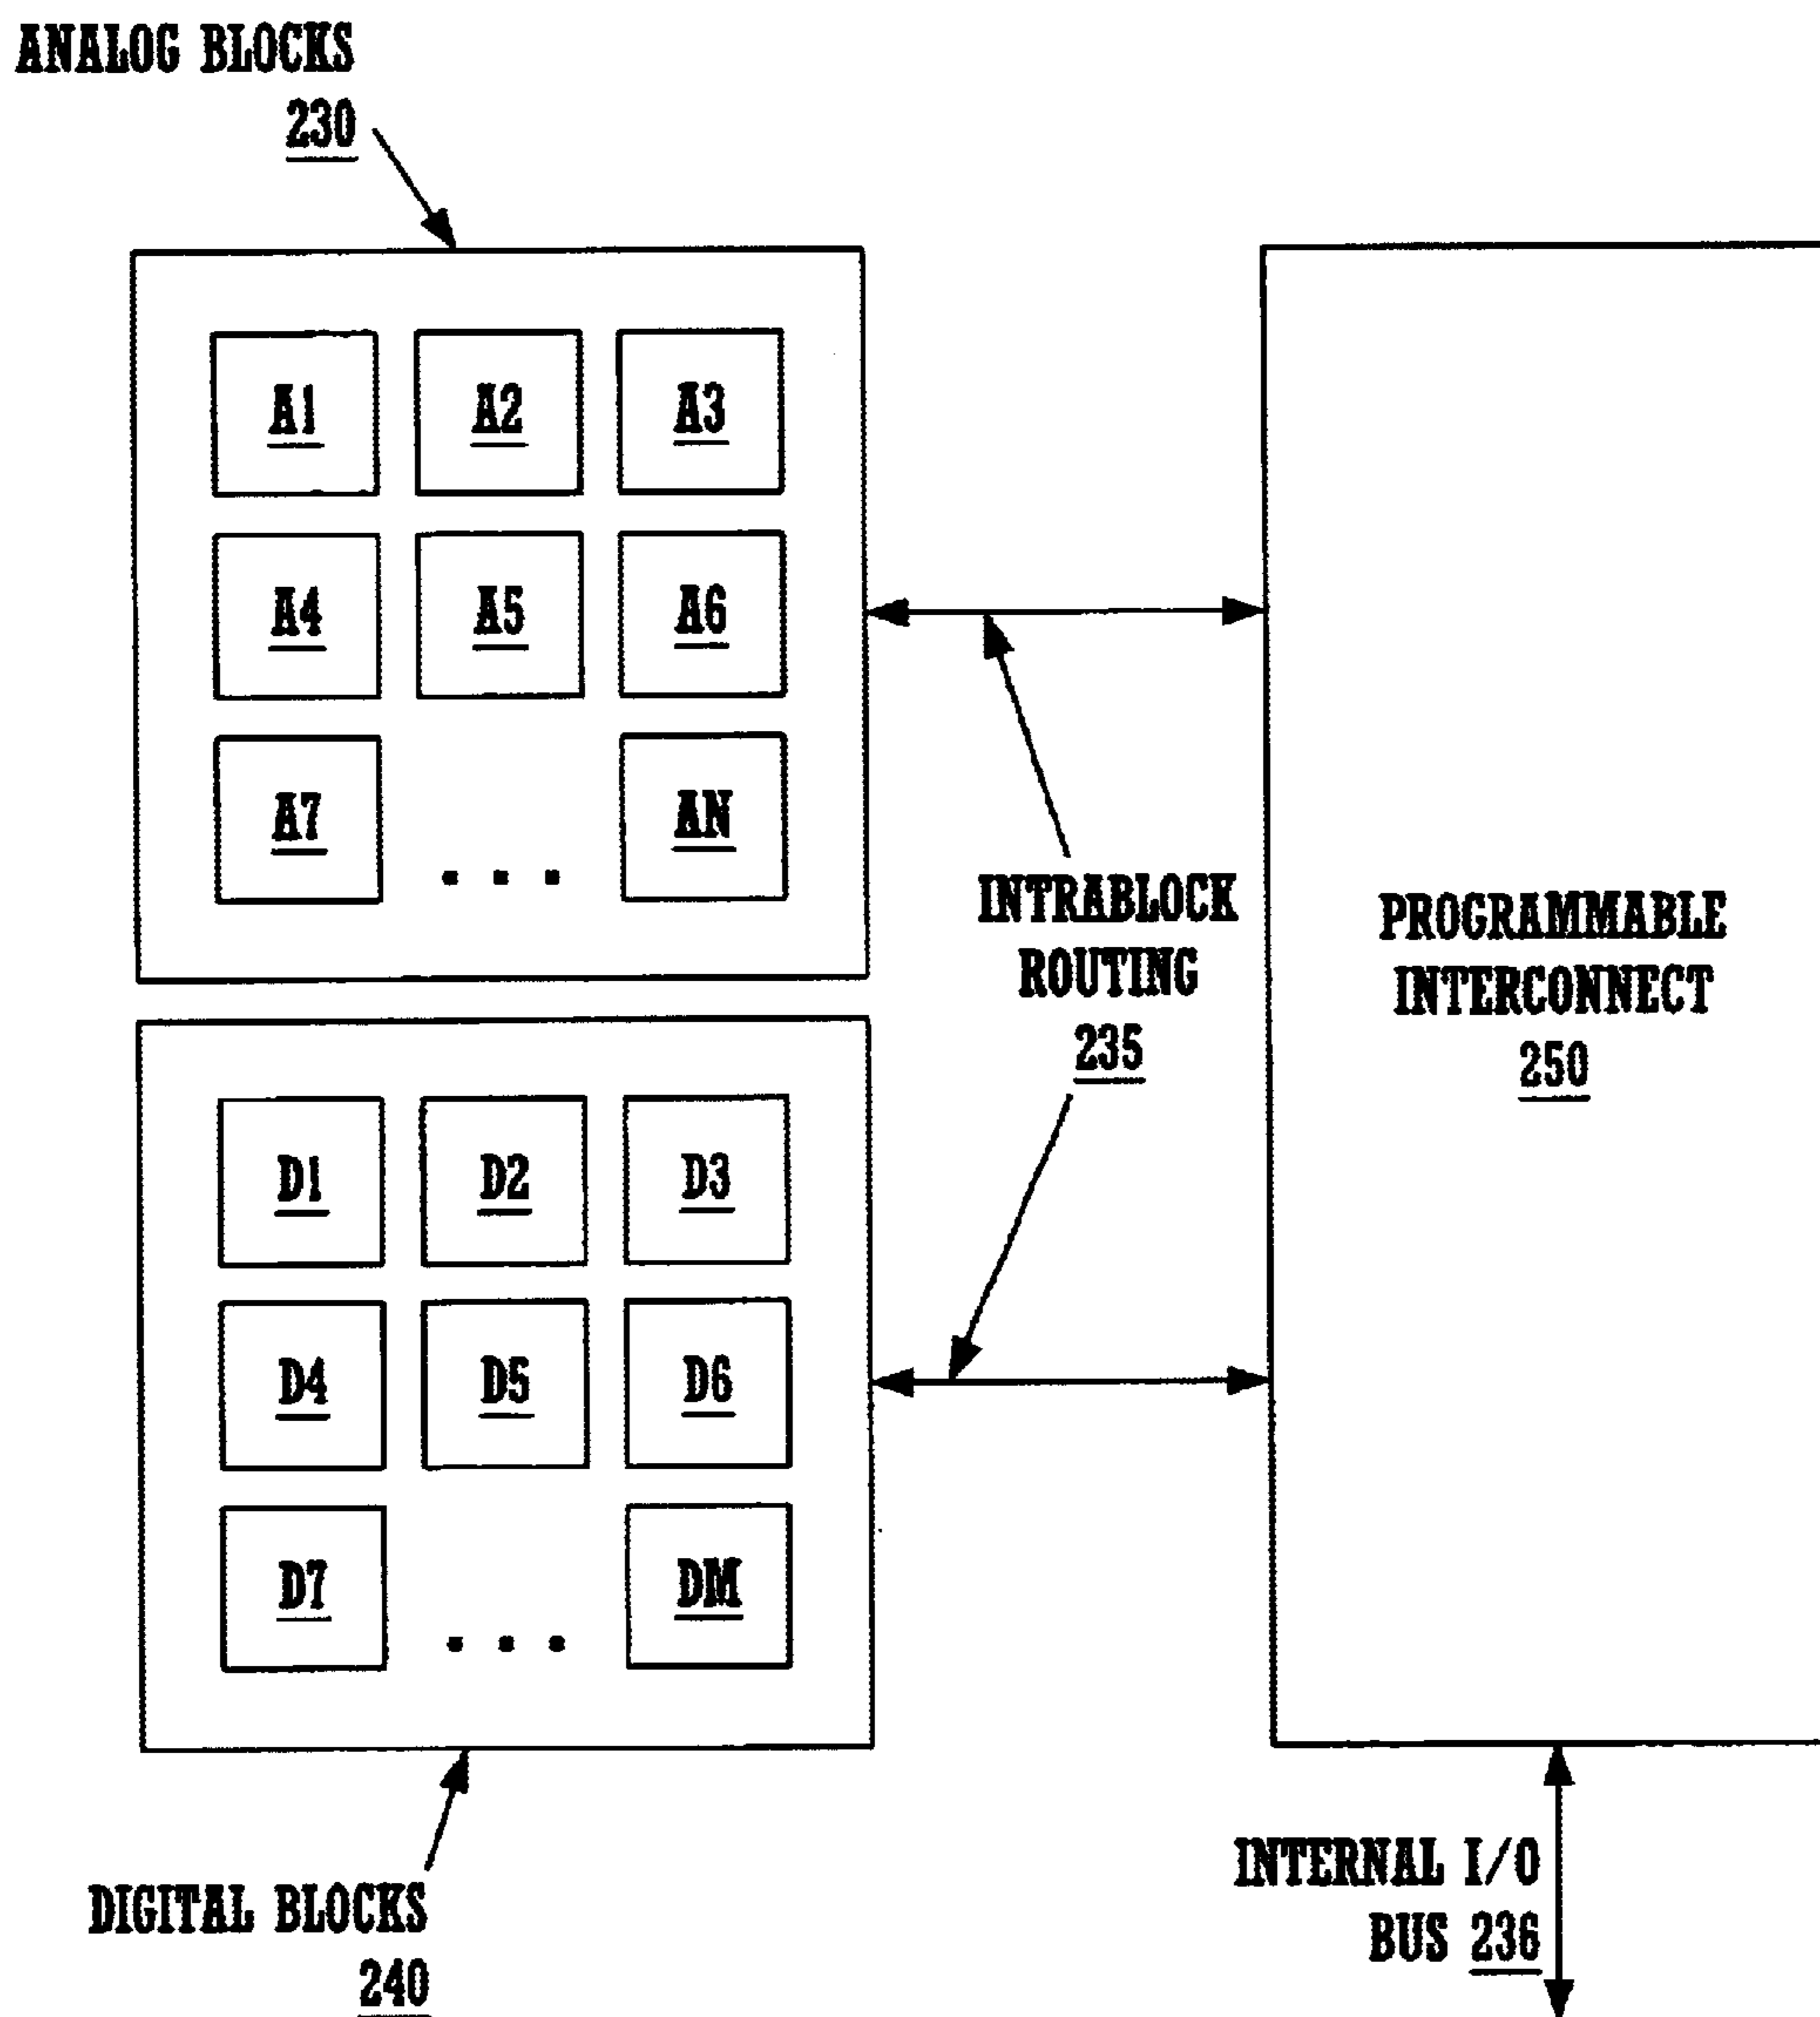 ANALOG BLOCKS
230
A1 A2 A3
A4 A5 A6
A7 ... AN
INTRABLOCK
ROUTING
235
PROGRAMMABLE
INTERCONNECT
250
D1 D2 D3
D4 D5 D6
D7 ... DM
DIGITAL BLOCKS
240
INTERNAL I/O
BUS 236